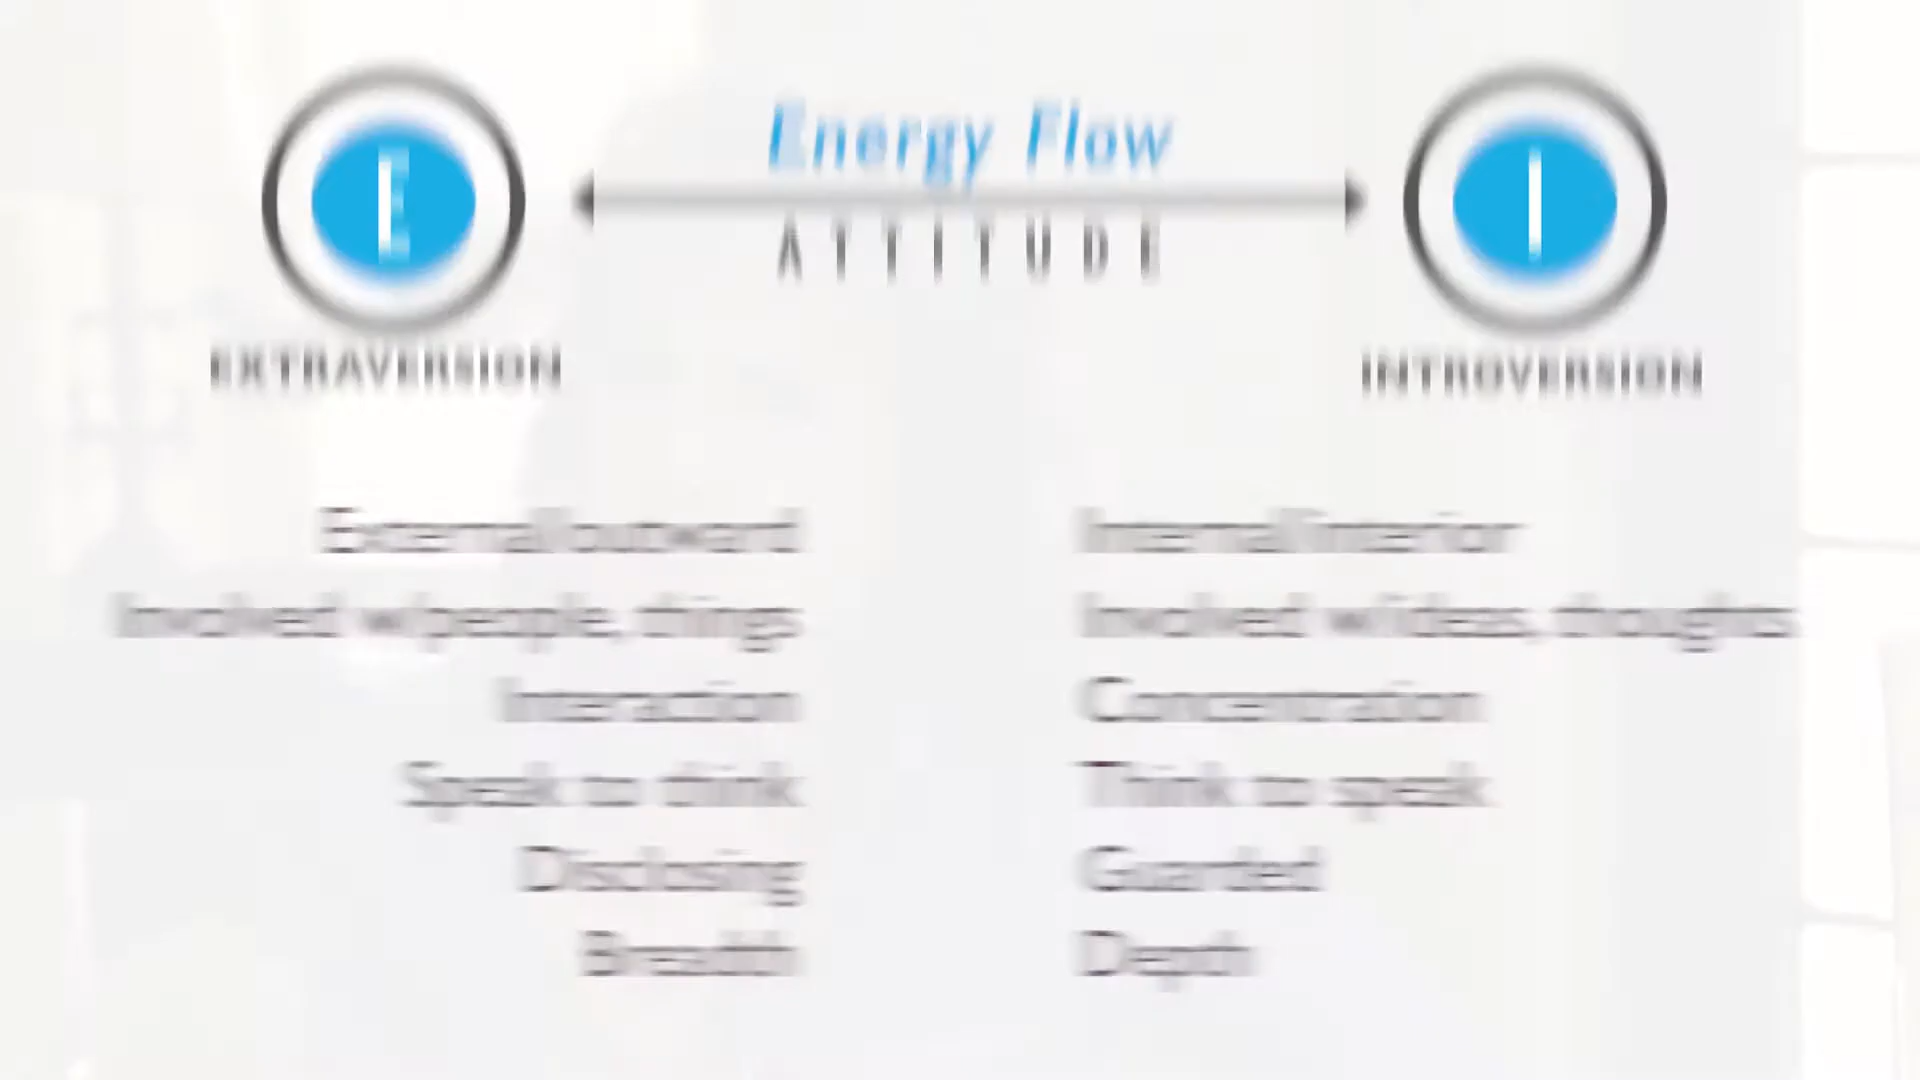 E
Energy Flow
I
ATTITUDE
EXTRAVERSION
INTROVERSION
External/outward
Internal/interior
Involved w/people, things
Involved w/ideas, thoughts
Interaction
Concentration
Speak to think
Think to speak
Disclosing
Guarded
Breadth
Depth